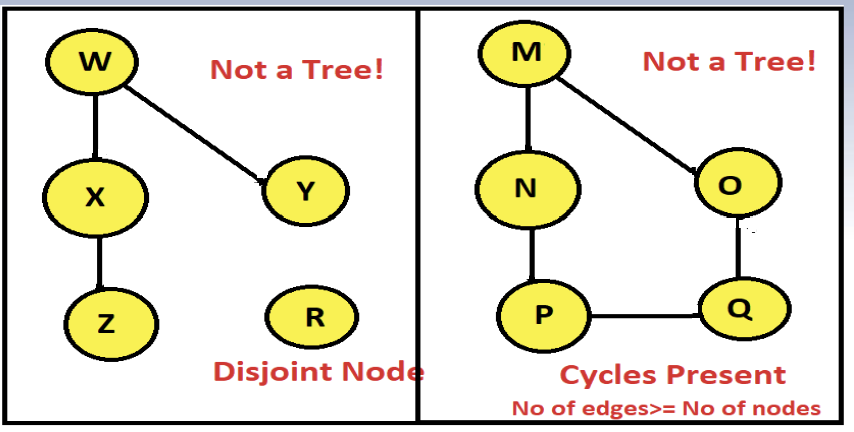 W
Not a Tree!
X
Y
Z
R
Disjoint Node
M
Not a Tree!
N
O
P
Q
Cycles Present
No of edges>= No of nodes